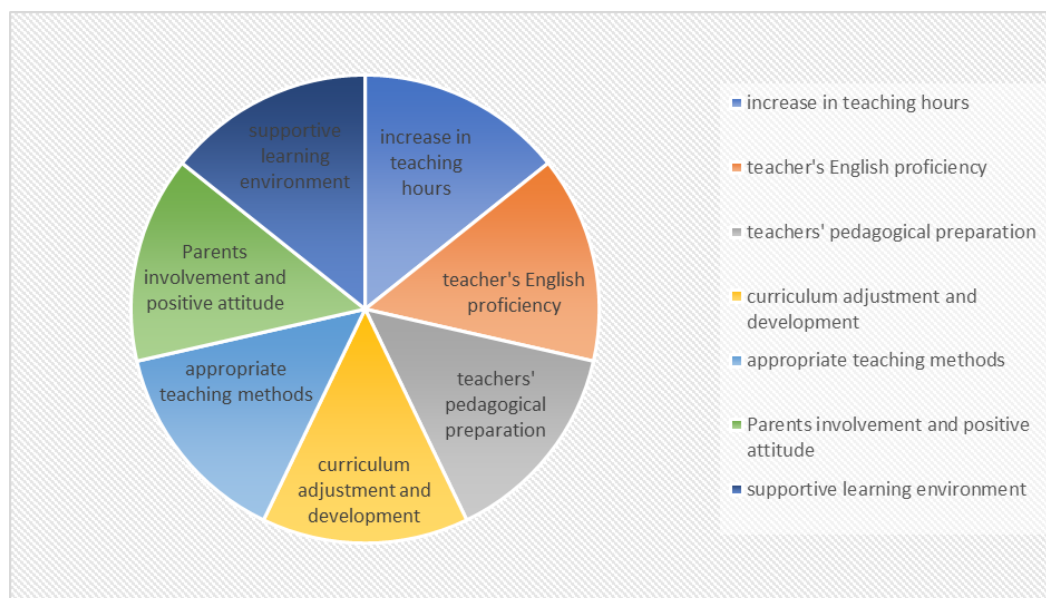 supportive
learning
environment
increase in
teaching
hours
Parents
involvement and
positive attitude
teacher's English
proficiency
appropriate
teaching methods
teachers'
pedagogical
preparation
curriculum
adjustment and
development
increase in teaching hours
teacher's English proficiency
teachers' pedagogical preparation
curriculum adjustment and
development
appropriate teaching methods
Parents involvement and positive
attitude
supportive learning environment